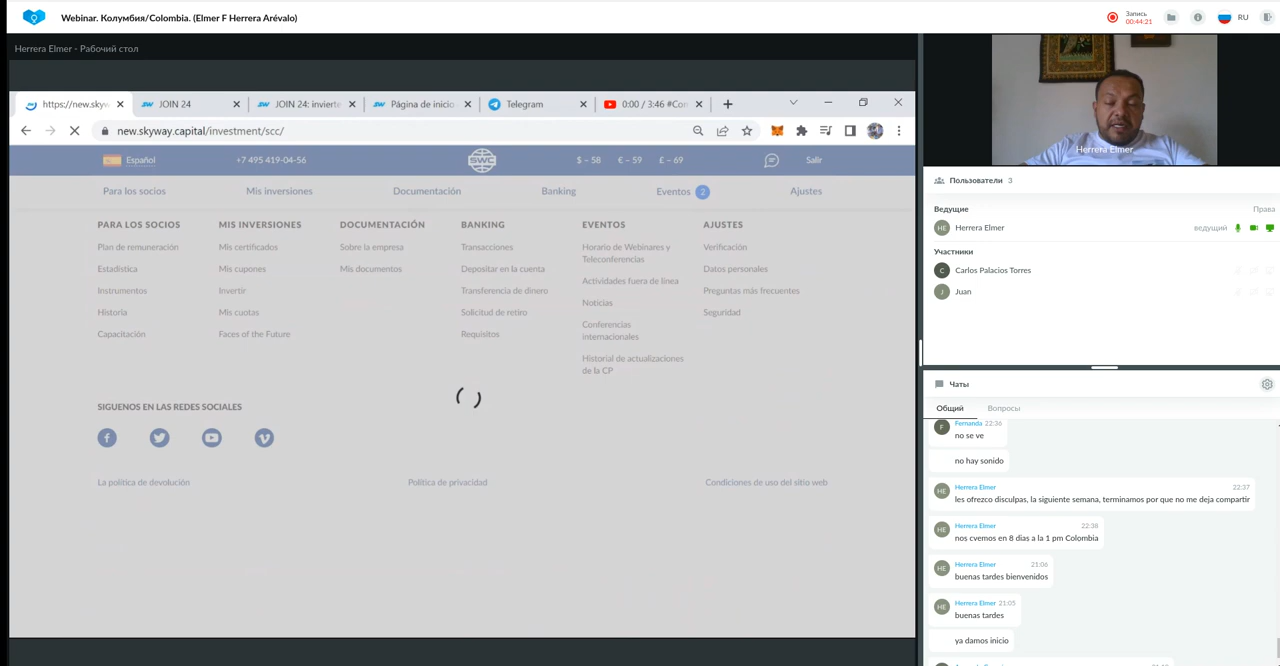 Webinar. Колумбия/Colombia. (Elmer F Herrera Arévalo)
Запись
00:44:21
RU
Herrera Elmer - Рабочий стол
https://new.skyw
JOIN 24
JOIN 24: invierte
Página de inicio
Telegram
0:00 / 3:46 #Con
new.skyway.capital/investment/scc/
Español
+7 495 419-04-56
SWC
$ – 58
€ – 59
£ – 69
Salir
Para los socios
Mis inversiones
Documentación
Banking
Eventos 2
Ajustes
PARA LOS SOCIOS
Plan de remuneración
Estadística
Instrumentos
Historia
Capacitación
MIS INVERSIONES
Mis certificados
Mis cupones
Invertir
Mis cuotas
Faces of the Future
DOCUMENTACIÓN
Sobre la empresa
Mis documentos
BANKING
Transacciones
Depositar en la cuenta
Transferencia de dinero
Solicitud de retiro
Requisitos
EVENTOS
Horario de Webinares y
Teleconferencias
Actividades fuera de línea
Noticias
Conferencias
internacionales
Historial de actualizaciones
de la CP
AJUSTES
Verificación
Datos personales
Preguntas más frecuentes
Seguridad
SIGUENOS EN LAS REDES SOCIALES
La política de devolución
Política de privacidad
Condiciones de uso del sitio web
Herrera Elmer
Пользователи 3
Ведущие
Права
HE Herrera Elmer
ведущий
Участники
C Carlos Palacios Torres
J Juan
Чаты
Общий
Вопросы
F Fernanda 22:36
no se ve
no hay sonido
HE Herrera Elmer 22:37
les ofrezco disculpas, la siguiente semana, terminamos por que no me deja compartir
HE Herrera Elmer 22:38
nos cvemos en 8 dias a la 1 pm Colombia
HE Herrera Elmer 21:06
buenas tardes bienvenidos
HE Herrera Elmer 21:05
buenas tardes
ya damos inicio